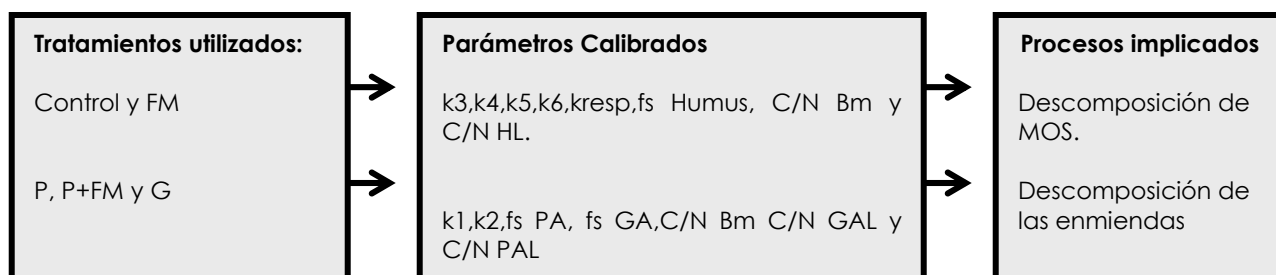 Tratamientos utilizados:
Control y FM
P, P+FM y G
Parámetros Calibrados
k3,k4,k5,k6,kresp,fs Humus, C/N Bm y
C/N HL.
k1,k2,fs PA, fs GA,C/N Bm C/N GAL y
C/N PAL
Procesos implicados
Descomposición de
MOS.
Descomposición de
las enmiendas